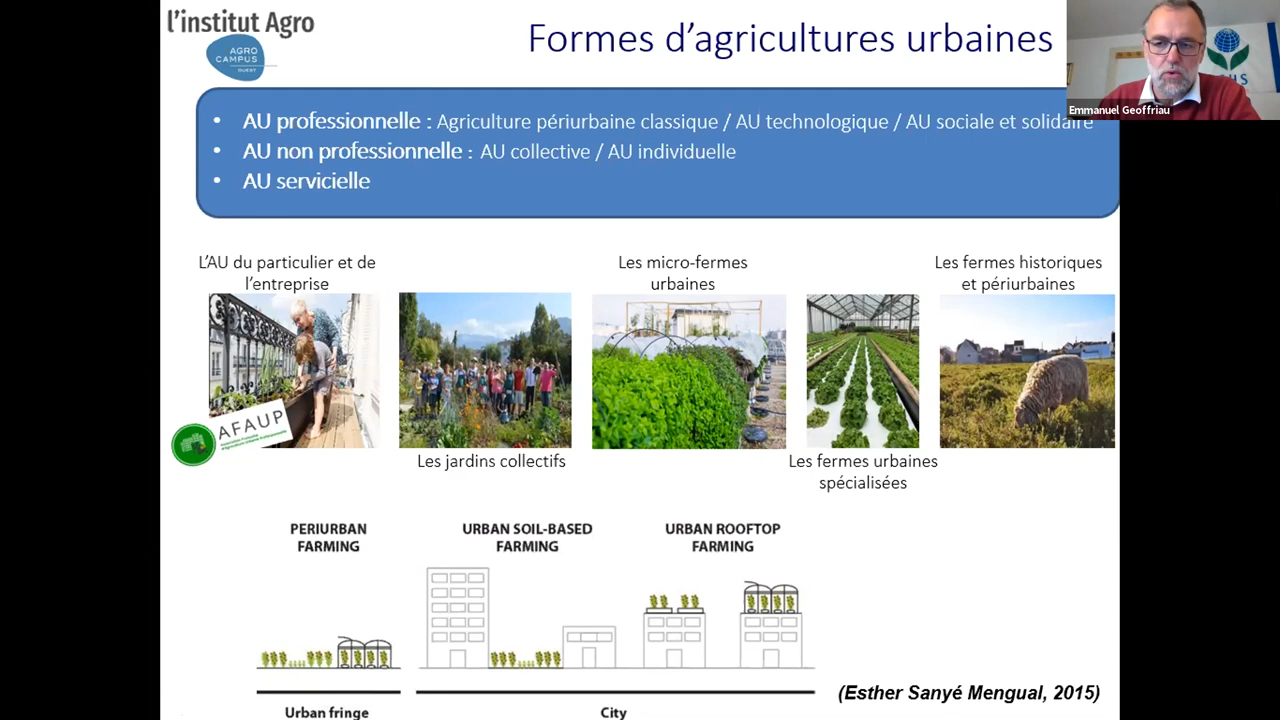 l'institut Agro
AGRO
CAMPUS
OUEST
Formes d'agricultures urbaines
Emmanuel Geoffriau
• AU professionnelle : Agriculture périurbaine classique / AU technologique / AU sociale et solidaire
• AU non professionnelle : AU collective / AU individuelle
• AU servicielle
L'AU du particulier et de
l'entreprise
Les micro-fermes
urbaines
Les fermes historiques
et périurbaines
AFAUP
Les jardins collectifs
Les fermes urbaines
spécialisées
PERIURBAN
FARMING
URBAN SOIL-BASED
FARMING
URBAN ROOFTOP
FARMING
(Esther Sanyé Mengual, 2015)
Urban fringe
City